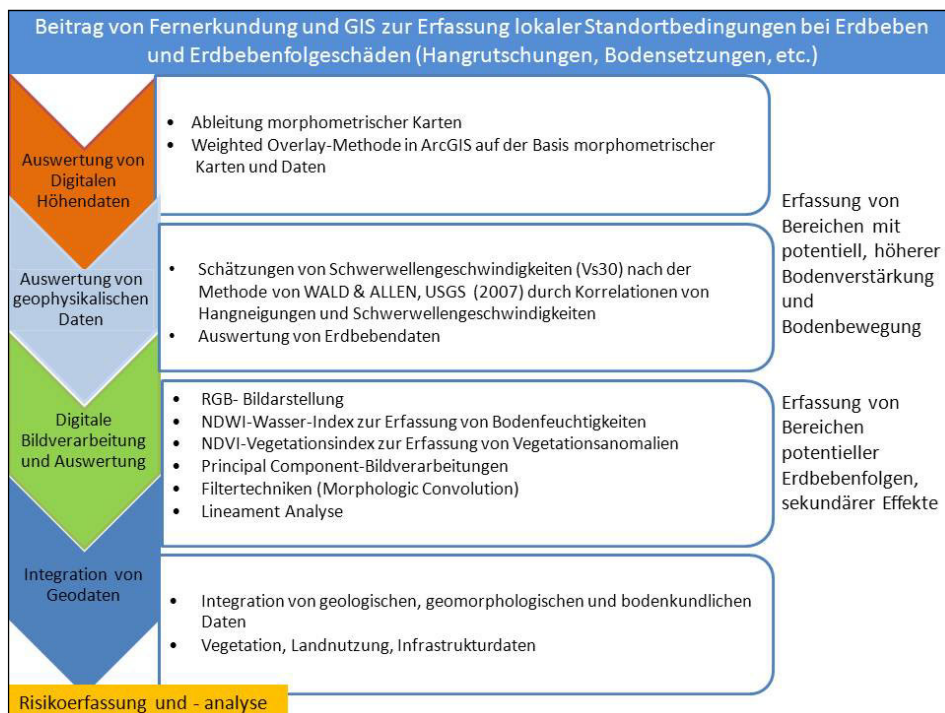 Beitrag von Fernerkundung und GIS zur Erfassung lokaler Standortbedingungen bei Erdbeben
und Erdbebenfolgeschäden (Hangrutschungen, Bodensetzungen, etc.)
Auswertung von
Digitalen
Höhendaten
• Ableitung morphometrischer Karten
• Weighted Overlay-Methode in ArcGIS auf der Basis morphometrischer
Karten und Daten
Auswertung von
geophysikalischen
Daten
• Schätzungen von Schwerwellengeschwindigkeiten (Vs30) nach der
Methode von WALD & ALLEN, USGS (2007) durch Korrelationen von
Hangneigungen und Schwerwellengeschwindigkeiten
• Auswertung von Erdbebendaten
Erfassung von
Bereichen mit
potentiell, höherer
Bodenverstärkung
und
Bodenbewegung
Digitale
Bildverarbeitung
und Auswertung
• RGB- Bildarstellung
• NDWI-Wasser-Index zur Erfassung von Bodenfeuchtigkeiten
• NDVI-Vegetationsindex zur Erfassung von Vegetationsanomalien
• Principal Component-Bildverarbeitungen
• Filtertechniken (Morphologic Convolution)
• Lineament Analyse
Erfassung von
Bereichen
potentieller
Erdbebenfolgen,
sekundärer Effekte
Integration von
Geodaten
• Integration von geologischen, geomorphologischen und bodenkundlichen
Daten
• Vegetation, Landnutzung, Infrastrukturdaten
Risikoerfassung und - analyse